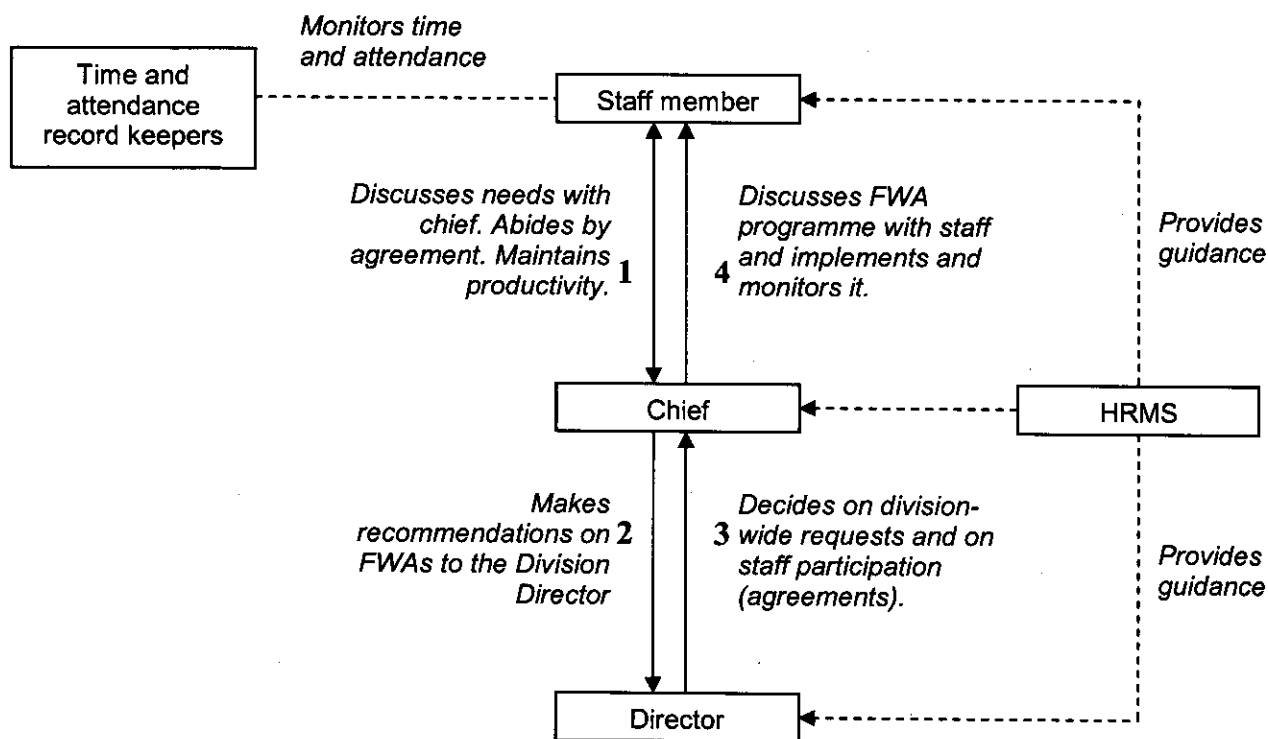 Monitors time
and attendance
Time and
attendance
record keepers
Staff member
Discusses needs with
chief. Abides by
agreement. Maintains
productivity.
1
4
Discusses FWA
programme with staff
and implements and
monitors it.
Provides
guidance
Chief
HRMS
Makes
recommendations on
FWAs to the Division
Director
2
3
Decides on division-
wide requests and on
staff participation
(agreements).
Provides
guidance
Director